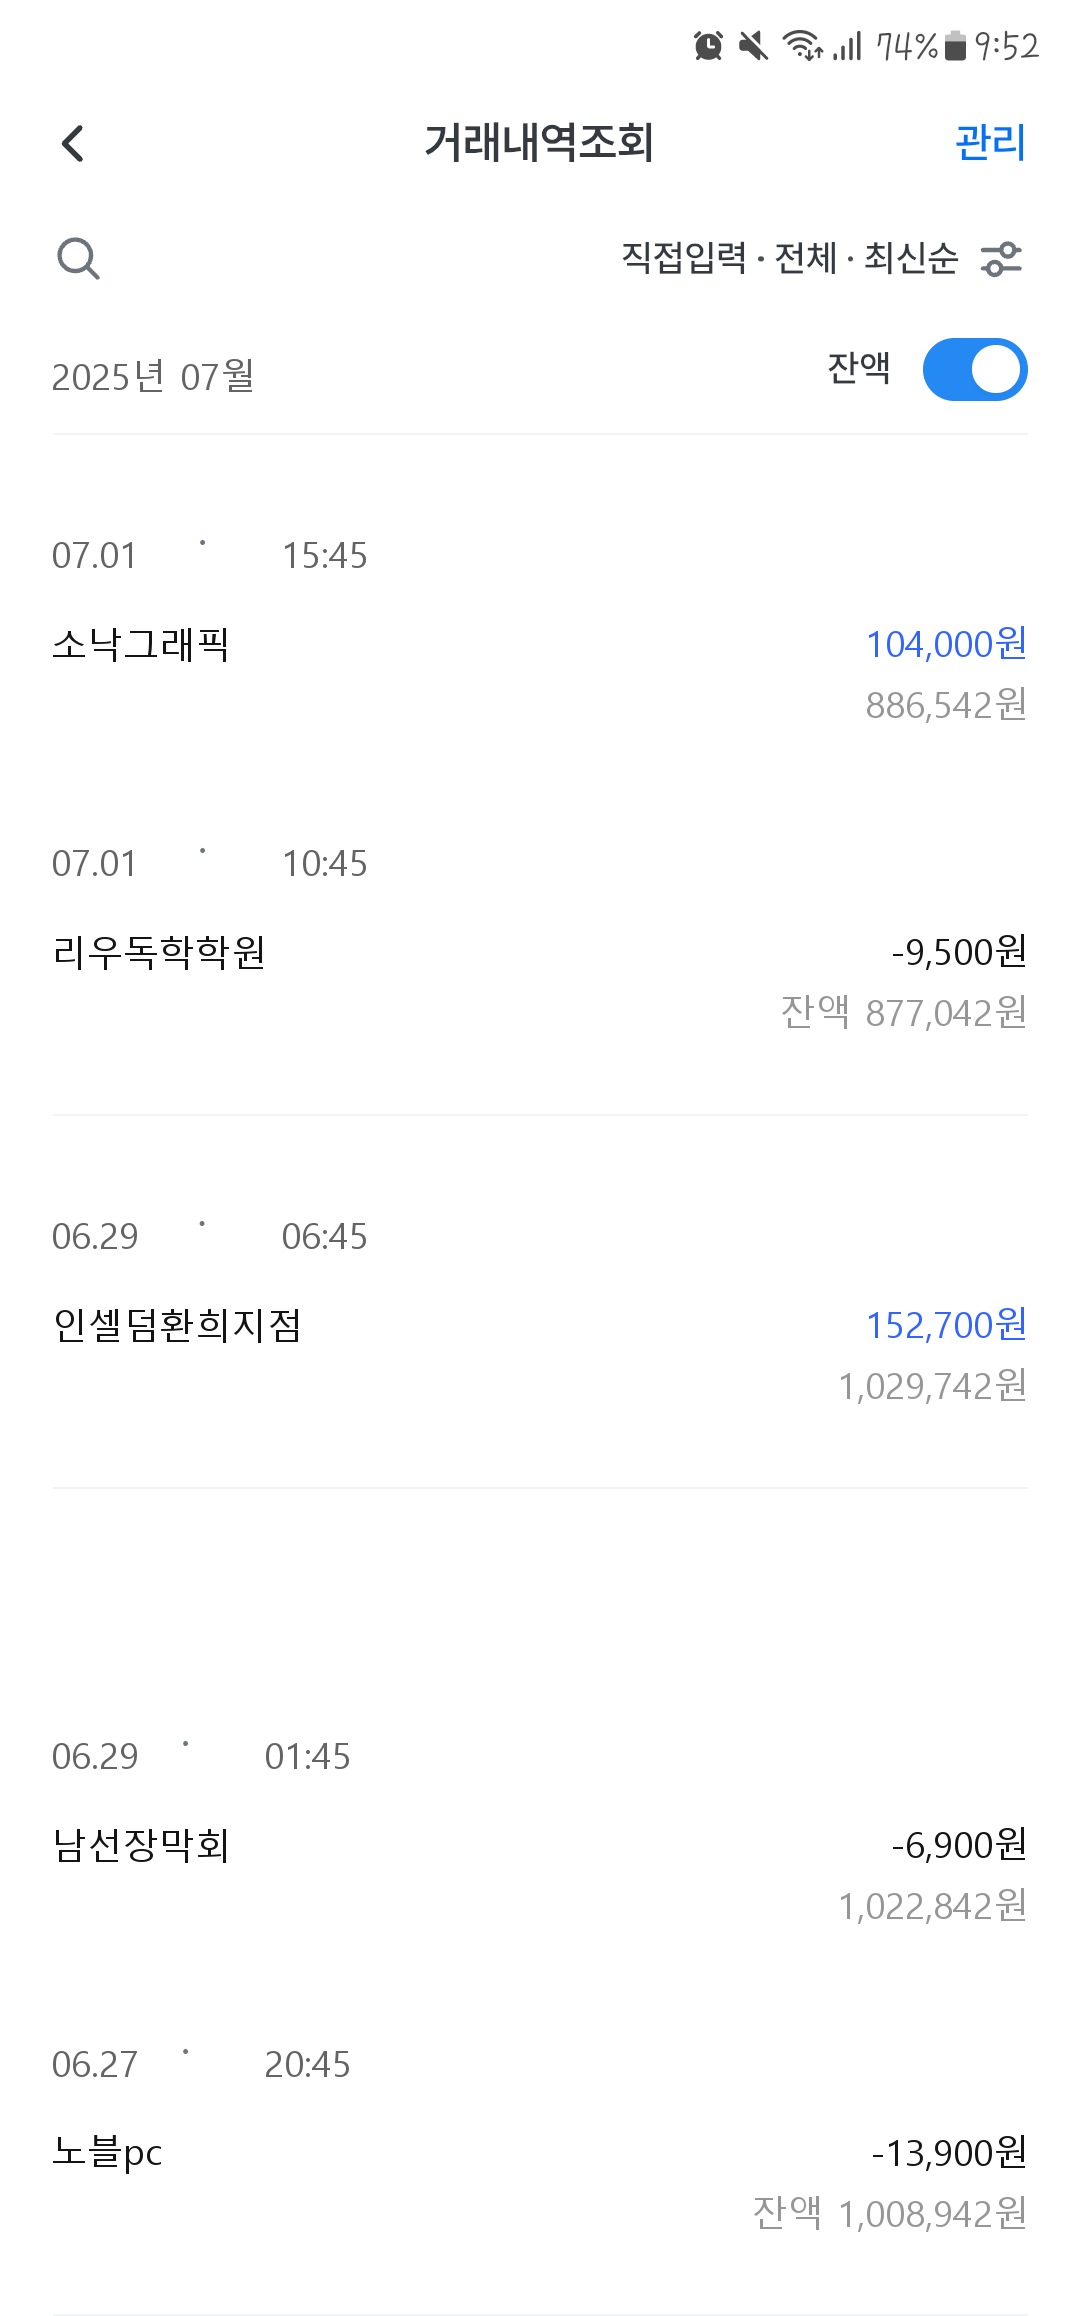 74% 9:52
거래내역조회 관리
직접입력 · 전체 · 최신순
2025년 07월 잔액
07.01 · 15:45
소낙그래픽 104,000원
886,542원
07.01 · 10:45
리우독학학원 -9,500원
잔액 877,042원
06.29 · 06:45
인셀덤환희지점 152,700원
1,029,742원
06.29 · 01:45
남선장막회 -6,900원
1,022,842원
06.27 · 20:45
노블pc -13,900원
잔액 1,008,942원